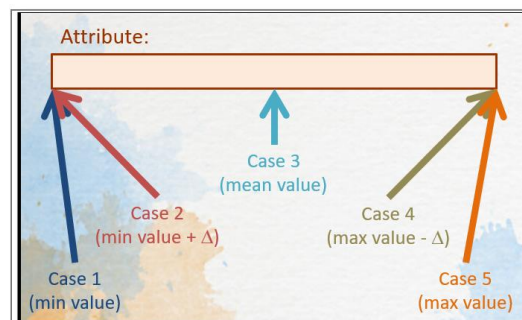 Attribute:
Case 3
(mean value)
Case 2
(min value + Δ)
Case 4
(max value - Δ)
Case 1
(min value)
Case 5
(max value)